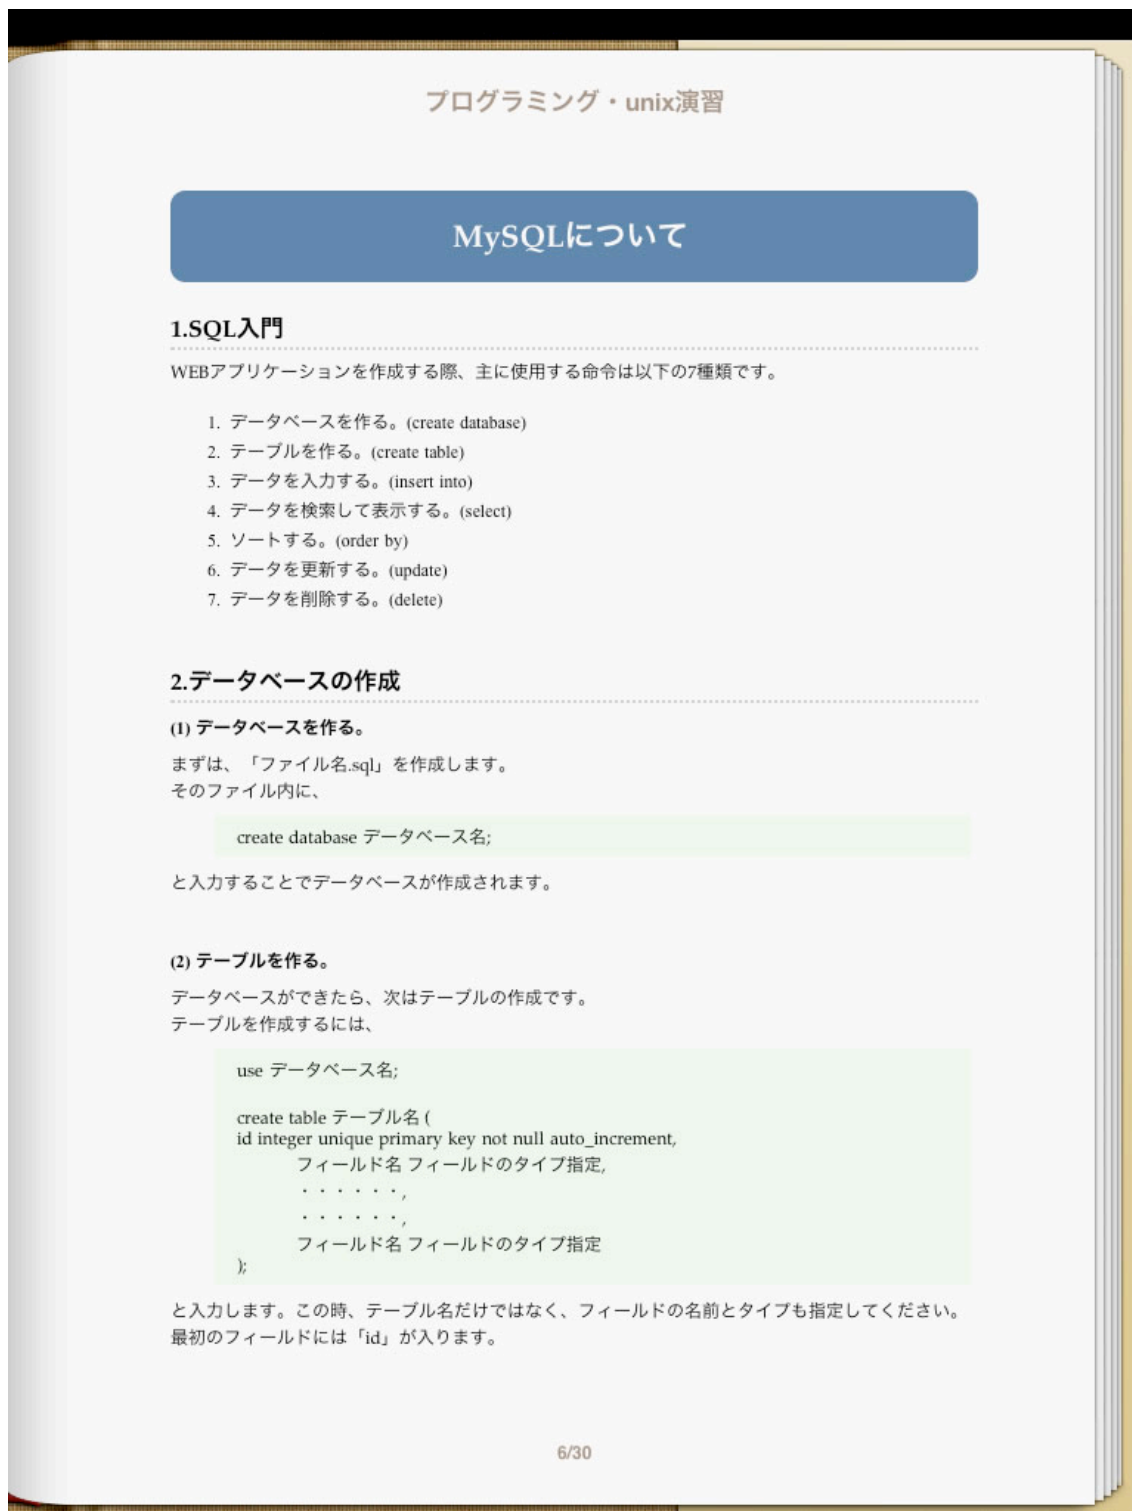 プログラミング・unix演習
MySQLについて
1.SQL入門
WEBアプリケーションを作成する際、主に使用する命令は以下の7種類です。
1. データベースを作る。(create database)
2. テーブルを作る。(create table)
3. データを入力する。(insert into)
4. データを検索して表示する。(select)
5. ソートする。(order by)
6. データを更新する。(update)
7. データを削除する。(delete)
2.データベースの作成
(1) データベースを作る。
まずは、「ファイル名.sql」を作成します。
そのファイル内に、
create database データベース名;
と入力することでデータベースが作成されます。
(2) テーブルを作る。
データベースができたら、次はテーブルの作成です。
テーブルを作成するには、
use データベース名;
create table テーブル名 (
id integer unique primary key not null auto_increment,
フィールド名 フィールドのタイプ指定,
・・・・・・,
・・・・・・,
フィールド名 フィールドのタイプ指定
);
と入力します。この時、テーブル名だけではなく、フィールドの名前とタイプも指定してください。
最初のフィールドには「id」が入ります。
6/30